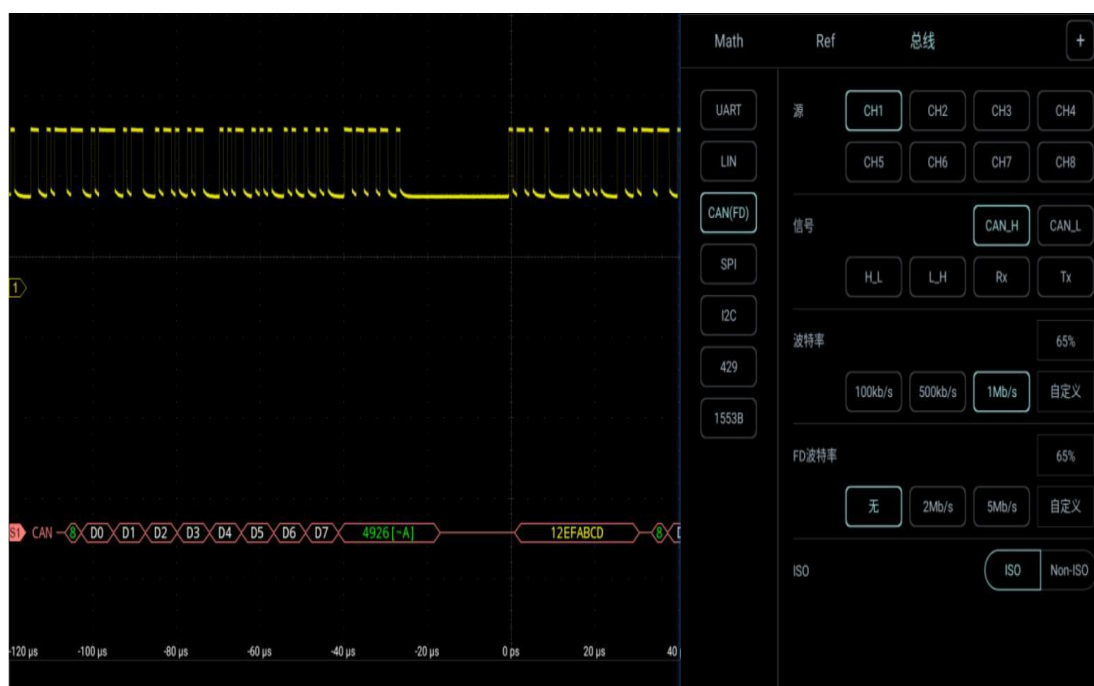 Math Ref 总线 +
UART
LIN
CAN(FD)
SPI
I2C
429
1553B
源 CH1 CH2 CH3 CH4
CH5 CH6 CH7 CH8
信号 CAN_H CAN_L
H_L L_H Rx Tx
波特率 65%
100kb/s 500kb/s 1Mb/s 自定义
FD波特率 65%
无 2Mb/s 5Mb/s 自定义
ISO ISO Non-ISO
1
S1 CAN 8 D0 D1 D2 D3 D4 D5 D6 D7 4926[~A] 12EFABCD 8
-120 μs -100 μs -80 μs -60 μs -40 μs -20 μs 0 ps 20 μs 40